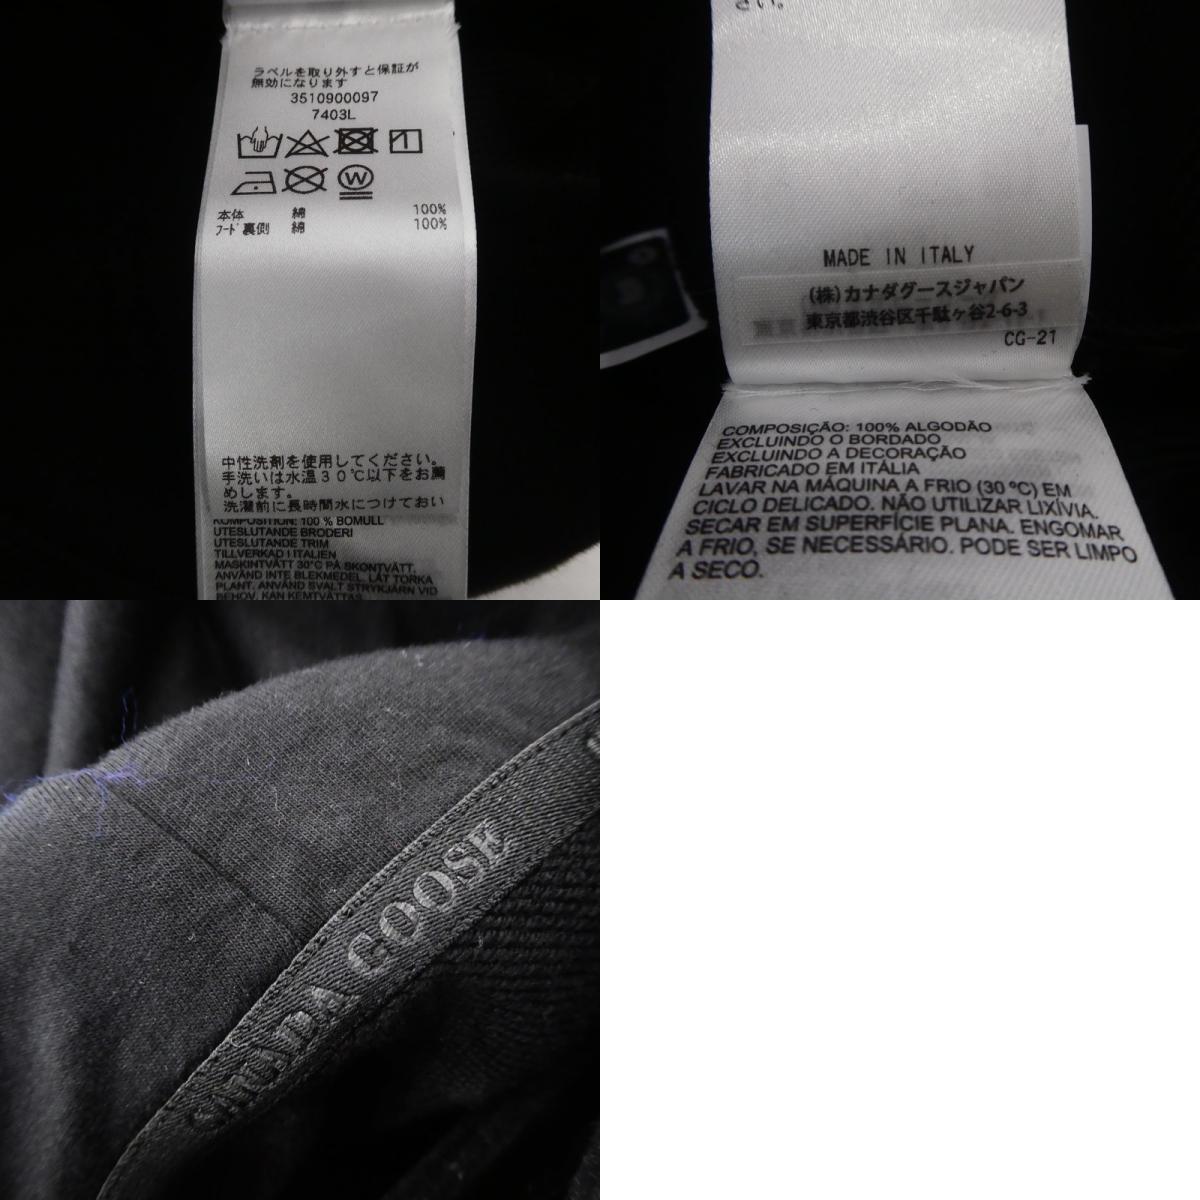 ラベルを取り外すと保証が
無効になります
3510900097
7403L
W
本体 綿 100%
フード裏側 綿 100%
中性洗剤を使用してください。
手洗いは水温30℃以下をお薦
めします。
洗濯前に長時間水につけておい
KOMPOSITION: 100 % BOMULL
UTESLUTANDE BRODERI
UTESLUTANDE TRIM
TILLVERKAD I ITALIEN
MASKINTVÄTT 30°C PÅ SKONTVÄTT.
ANVÄND INTE BLEKMEDEL. LÅT TORKA
PLANT. ANVÄND SVALT STRYKJÄRN VID
BEHOV. KAN KEMTVÄTTAS.
さい。
MADE IN ITALY
(株)カナダグースジャパン
東京都渋谷区千駄ヶ谷2-6-3
CG-21
COMPOSIÇÃO: 100% ALGODÃO
EXCLUINDO O BORDADO
EXCLUINDO A DECORAÇÃO
FABRICADO EM ITÁLIA
LAVAR NA MÁQUINA A FRIO (30 ºC) EM
CICLO DELICADO. NÃO UTILIZAR LIXÍVIA.
SECAR EM SUPERFÍCIE PLANA. ENGOMAR
A FRIO, SE NECESSÁRIO. PODE SER LIMPO
A SECO.
CANADA GOOSE